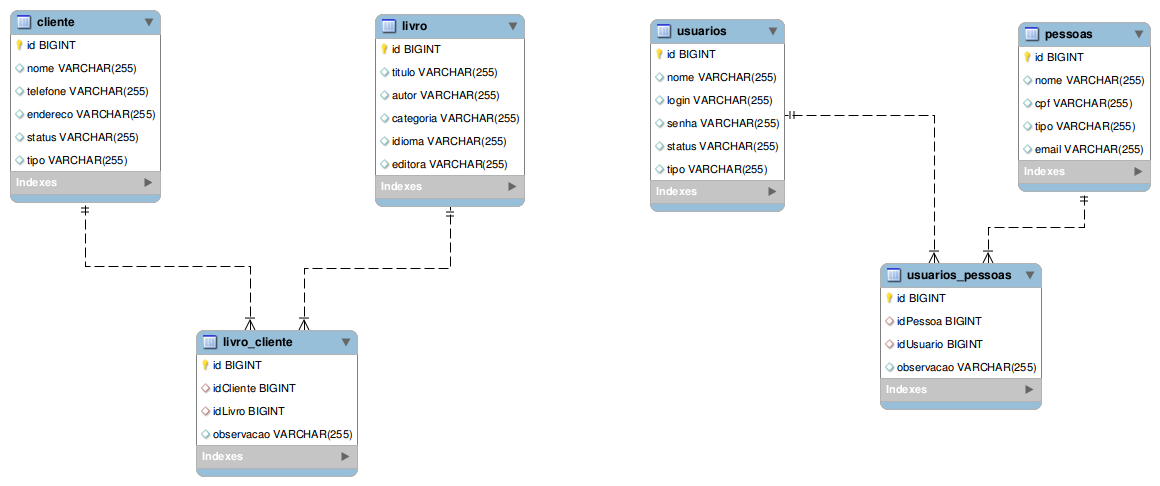 cliente
id BIGINT
nome VARCHAR(255)
telefone VARCHAR(255)
endereco VARCHAR(255)
status VARCHAR(255)
tipo VARCHAR(255)
Indexes
livro
id BIGINT
titulo VARCHAR(255)
autor VARCHAR(255)
categoria VARCHAR(255)
idioma VARCHAR(255)
editora VARCHAR(255)
Indexes
usuarios
id BIGINT
nome VARCHAR(255)
login VARCHAR(255)
senha VARCHAR(255)
status VARCHAR(255)
tipo VARCHAR(255)
Indexes
pessoas
id BIGINT
nome VARCHAR(255)
cpf VARCHAR(255)
tipo VARCHAR(255)
email VARCHAR(255)
Indexes
livro_cliente
id BIGINT
idCliente BIGINT
idLivro BIGINT
observacao VARCHAR(255)
Indexes
usuarios_pessoas
id BIGINT
idPessoa BIGINT
idUsuario BIGINT
observacao VARCHAR(255)
Indexes